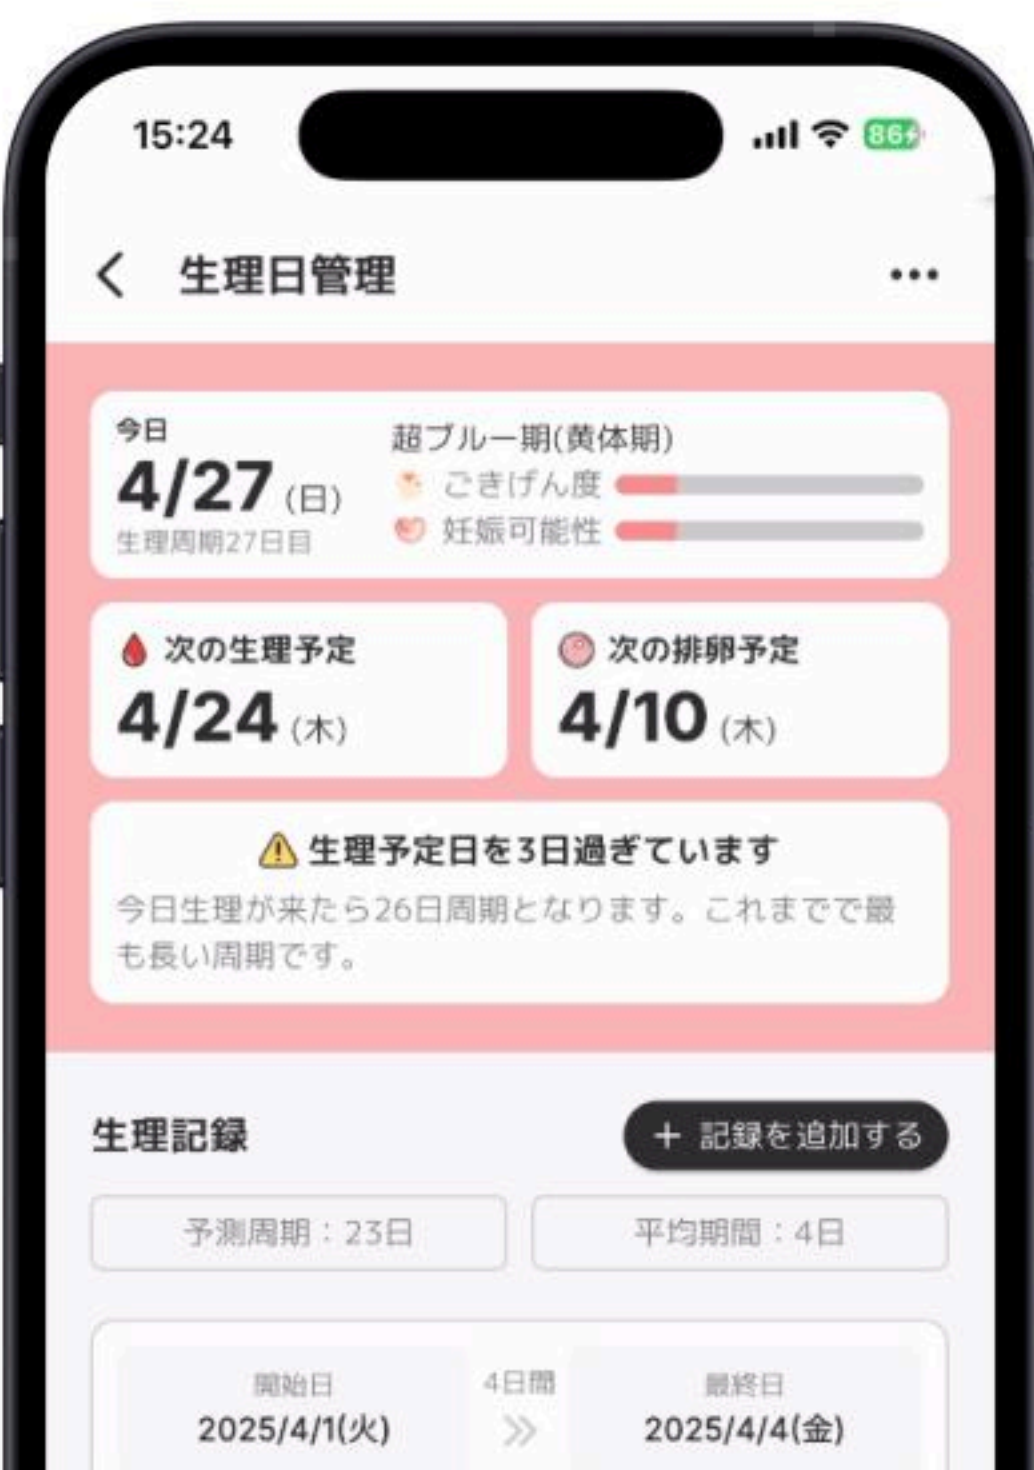 15:24
86
生理日管理
今日
4/27 (日)
生理周期27日目
超ブルー期(黄体期)
ごきげん度
妊娠可能性
次の生理予定
4/24 (木)
次の排卵予定
4/10 (木)
生理予定日を3日過ぎています
今日生理が来たら26日周期となります。これまでで最
も長い周期です。
生理記録
+ 記録を追加する
予測周期：23日
平均期間：4日
開始日
2025/4/1(火)
4日間
最終日
2025/4/4(金)